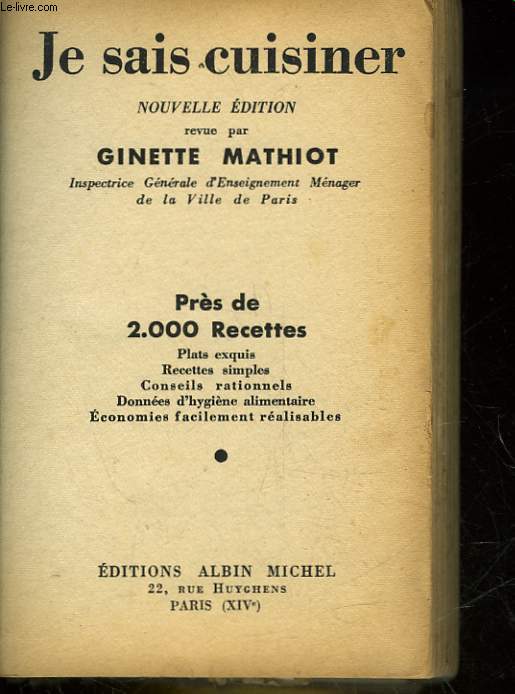 Le-livre.com
Je sais cuisiner
NOUVELLE ÉDITION
revue par
GINETTE MATHIOT
Inspectrice Générale d'Enseignement Ménager
de la Ville de Paris
Près de
2.000 Recettes
Plats exquis
Recettes simples
Conseils rationnels
Données d'hygiène alimentaire
Économies facilement réalisables
ÉDITIONS ALBIN MICHEL
22, RUE HUYGHENS
PARIS (XIVe)